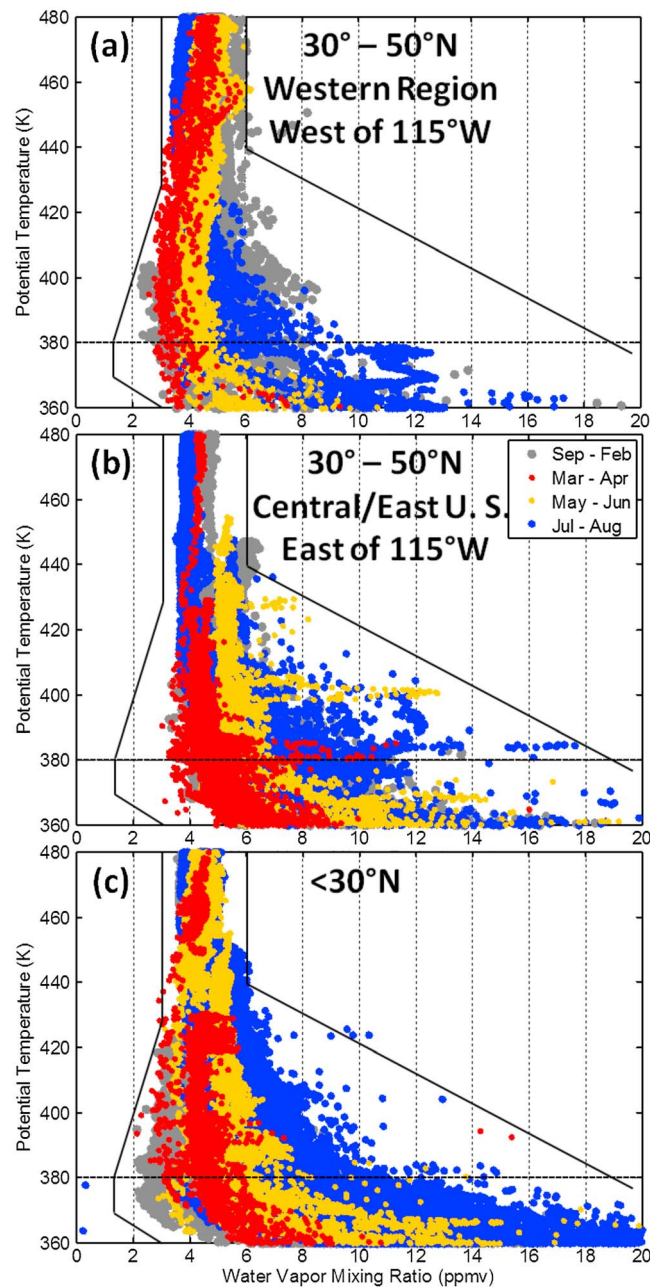 (a)
30° – 50°N
Western Region
West of 115°W
Potential Temperature (K)
480
460
440
420
400
380
360
0 2 4 6 8 10 12 14 16 18 20
(b)
30° – 50°N
Central/East U. S.
East of 115°W
Sep - Feb
Mar - Apr
May - Jun
Jul - Aug
Potential Temperature (K)
480
460
440
420
400
380
360
0 2 4 6 8 10 12 14 16 18 20
(c)
<30°N
Potential Temperature (K)
480
460
440
420
400
380
360
0 2 4 6 8 10 12 14 16 18 20
Water Vapor Mixing Ratio (ppmv)